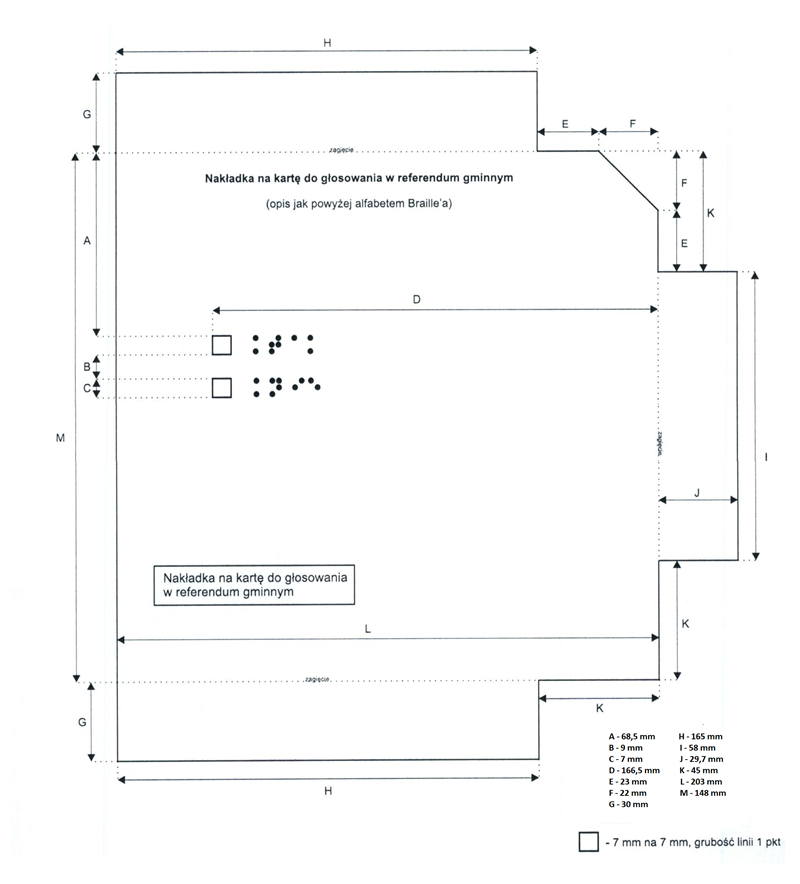 H
G
E F
zagięcie
Nakładka na kartę do głosowania w referendum gminnym
F
K
(opis jak powyżej alfabetem Braille'a)
A
E
D
B
C
M
zagięcie
I
J
Nakładka na kartę do głosowania
w referendum gminnym
L
K
zagięcie
K
G
H
A - 68,5 mm H - 165 mm
B - 9 mm I - 58 mm
C - 7 mm J - 29,7 mm
D - 166,5 mm K - 45 mm
E - 23 mm L - 203 mm
F - 22 mm M - 148 mm
G - 30 mm
- 7 mm na 7 mm, grubość linii 1 pkt